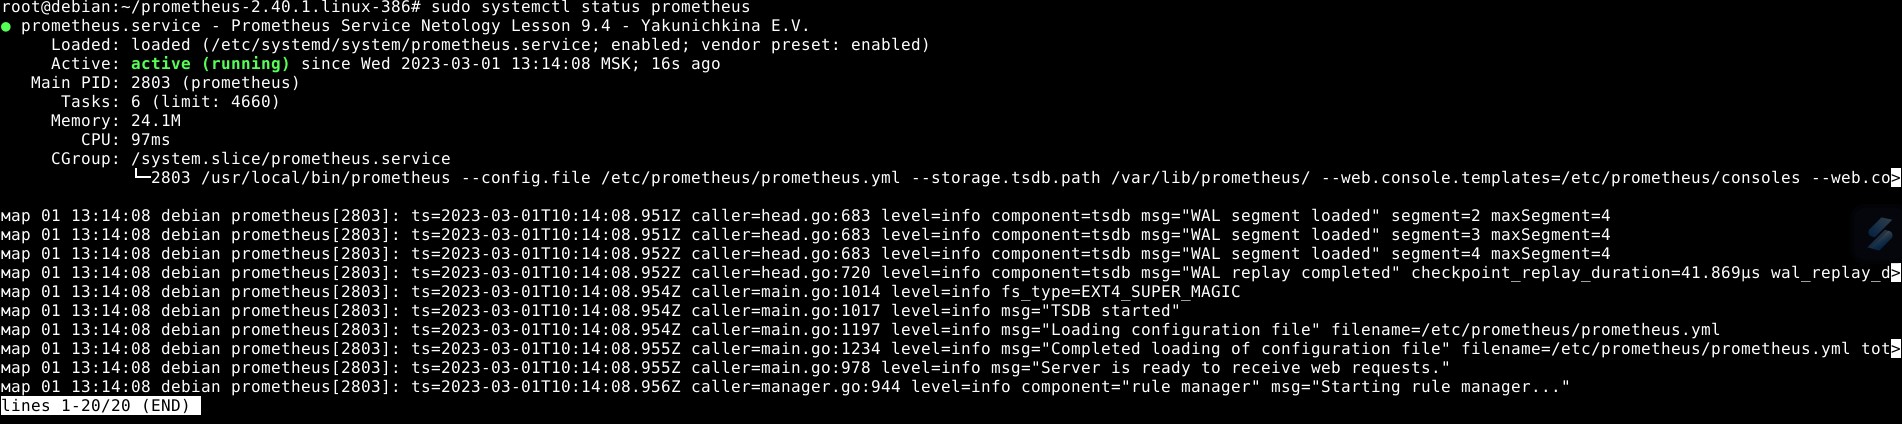 root@debian:~/prometheus-2.40.1.linux-386# sudo systemctl status prometheus
● prometheus.service - Prometheus Service Netology Lesson 9.4 - Yakunichkina E.V.
Loaded: loaded (/etc/systemd/system/prometheus.service; enabled; vendor preset: enabled)
Active: active (running) since Wed 2023-03-01 13:14:08 MSK; 16s ago
Main PID: 2803 (prometheus)
Tasks: 6 (limit: 4660)
Memory: 24.1M
CPU: 97ms
CGroup: /system.slice/prometheus.service
└─2803 /usr/local/bin/prometheus --config.file /etc/prometheus/prometheus.yml --storage.tsdb.path /var/lib/prometheus/ --web.console.templates=/etc/prometheus/consoles --web.co>
мар 01 13:14:08 debian prometheus[2803]: ts=2023-03-01T10:14:08.951Z caller=head.go:683 level=info component=tsdb msg="WAL segment loaded" segment=2 maxSegment=4
мар 01 13:14:08 debian prometheus[2803]: ts=2023-03-01T10:14:08.951Z caller=head.go:683 level=info component=tsdb msg="WAL segment loaded" segment=3 maxSegment=4
мар 01 13:14:08 debian prometheus[2803]: ts=2023-03-01T10:14:08.952Z caller=head.go:683 level=info component=tsdb msg="WAL segment loaded" segment=4 maxSegment=4
мар 01 13:14:08 debian prometheus[2803]: ts=2023-03-01T10:14:08.952Z caller=head.go:720 level=info component=tsdb msg="WAL replay completed" checkpoint_replay_duration=41.869µs wal_replay_d>
мар 01 13:14:08 debian prometheus[2803]: ts=2023-03-01T10:14:08.954Z caller=main.go:1014 level=info fs_type=EXT4_SUPER_MAGIC
мар 01 13:14:08 debian prometheus[2803]: ts=2023-03-01T10:14:08.954Z caller=main.go:1017 level=info msg="TSDB started"
мар 01 13:14:08 debian prometheus[2803]: ts=2023-03-01T10:14:08.954Z caller=main.go:1197 level=info msg="Loading configuration file" filename=/etc/prometheus/prometheus.yml
мар 01 13:14:08 debian prometheus[2803]: ts=2023-03-01T10:14:08.955Z caller=main.go:1234 level=info msg="Completed loading of configuration file" filename=/etc/prometheus/prometheus.yml tot>
мар 01 13:14:08 debian prometheus[2803]: ts=2023-03-01T10:14:08.955Z caller=main.go:978 level=info msg="Server is ready to receive web requests."
мар 01 13:14:08 debian prometheus[2803]: ts=2023-03-01T10:14:08.956Z caller=manager.go:944 level=info component="rule manager" msg="Starting rule manager..."
lines 1-20/20 (END)